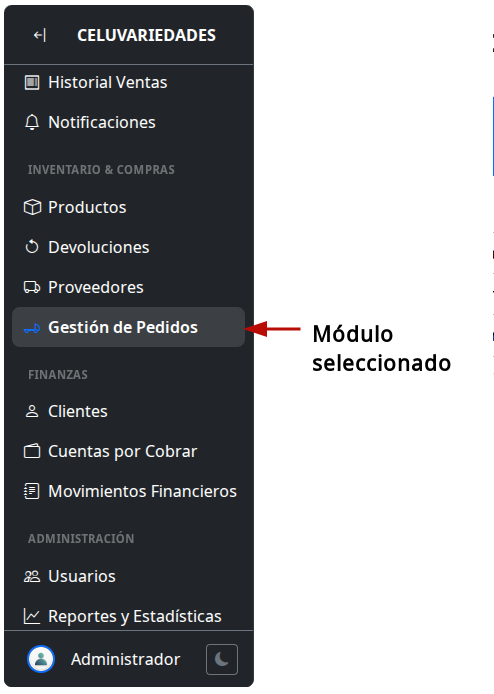 CELUVARIEDADES
Historial Ventas
Notificaciones
INVENTARIO & COMPRAS
Productos
Devoluciones
Proveedores
Gestión de Pedidos
Módulo
seleccionado
FINANZAS
Clientes
Cuentas por Cobrar
Movimientos Financieros
ADMINISTRACIÓN
Usuarios
Reportes y Estadísticas
Administrador